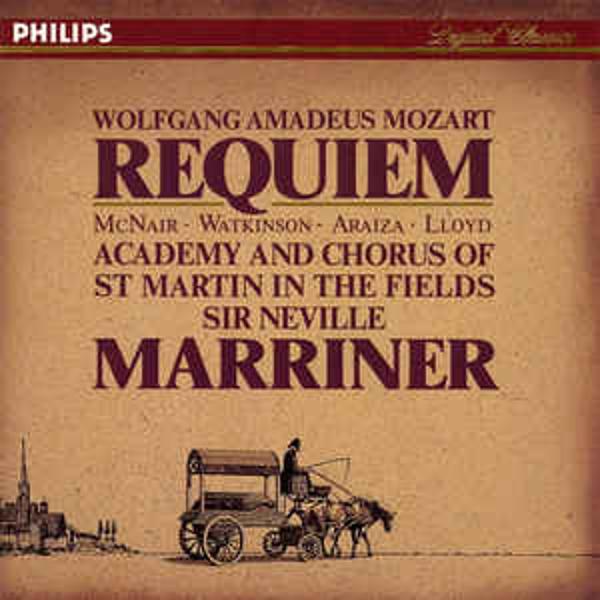 PHILIPS
Digital Classics
WOLFGANG AMADEUS MOZART
REQUIEM
MCNAIR · WATKINSON · ARAIZA · LLOYD
ACADEMY AND CHORUS OF
ST MARTIN IN THE FIELDS
SIR NEVILLE
MARRINER